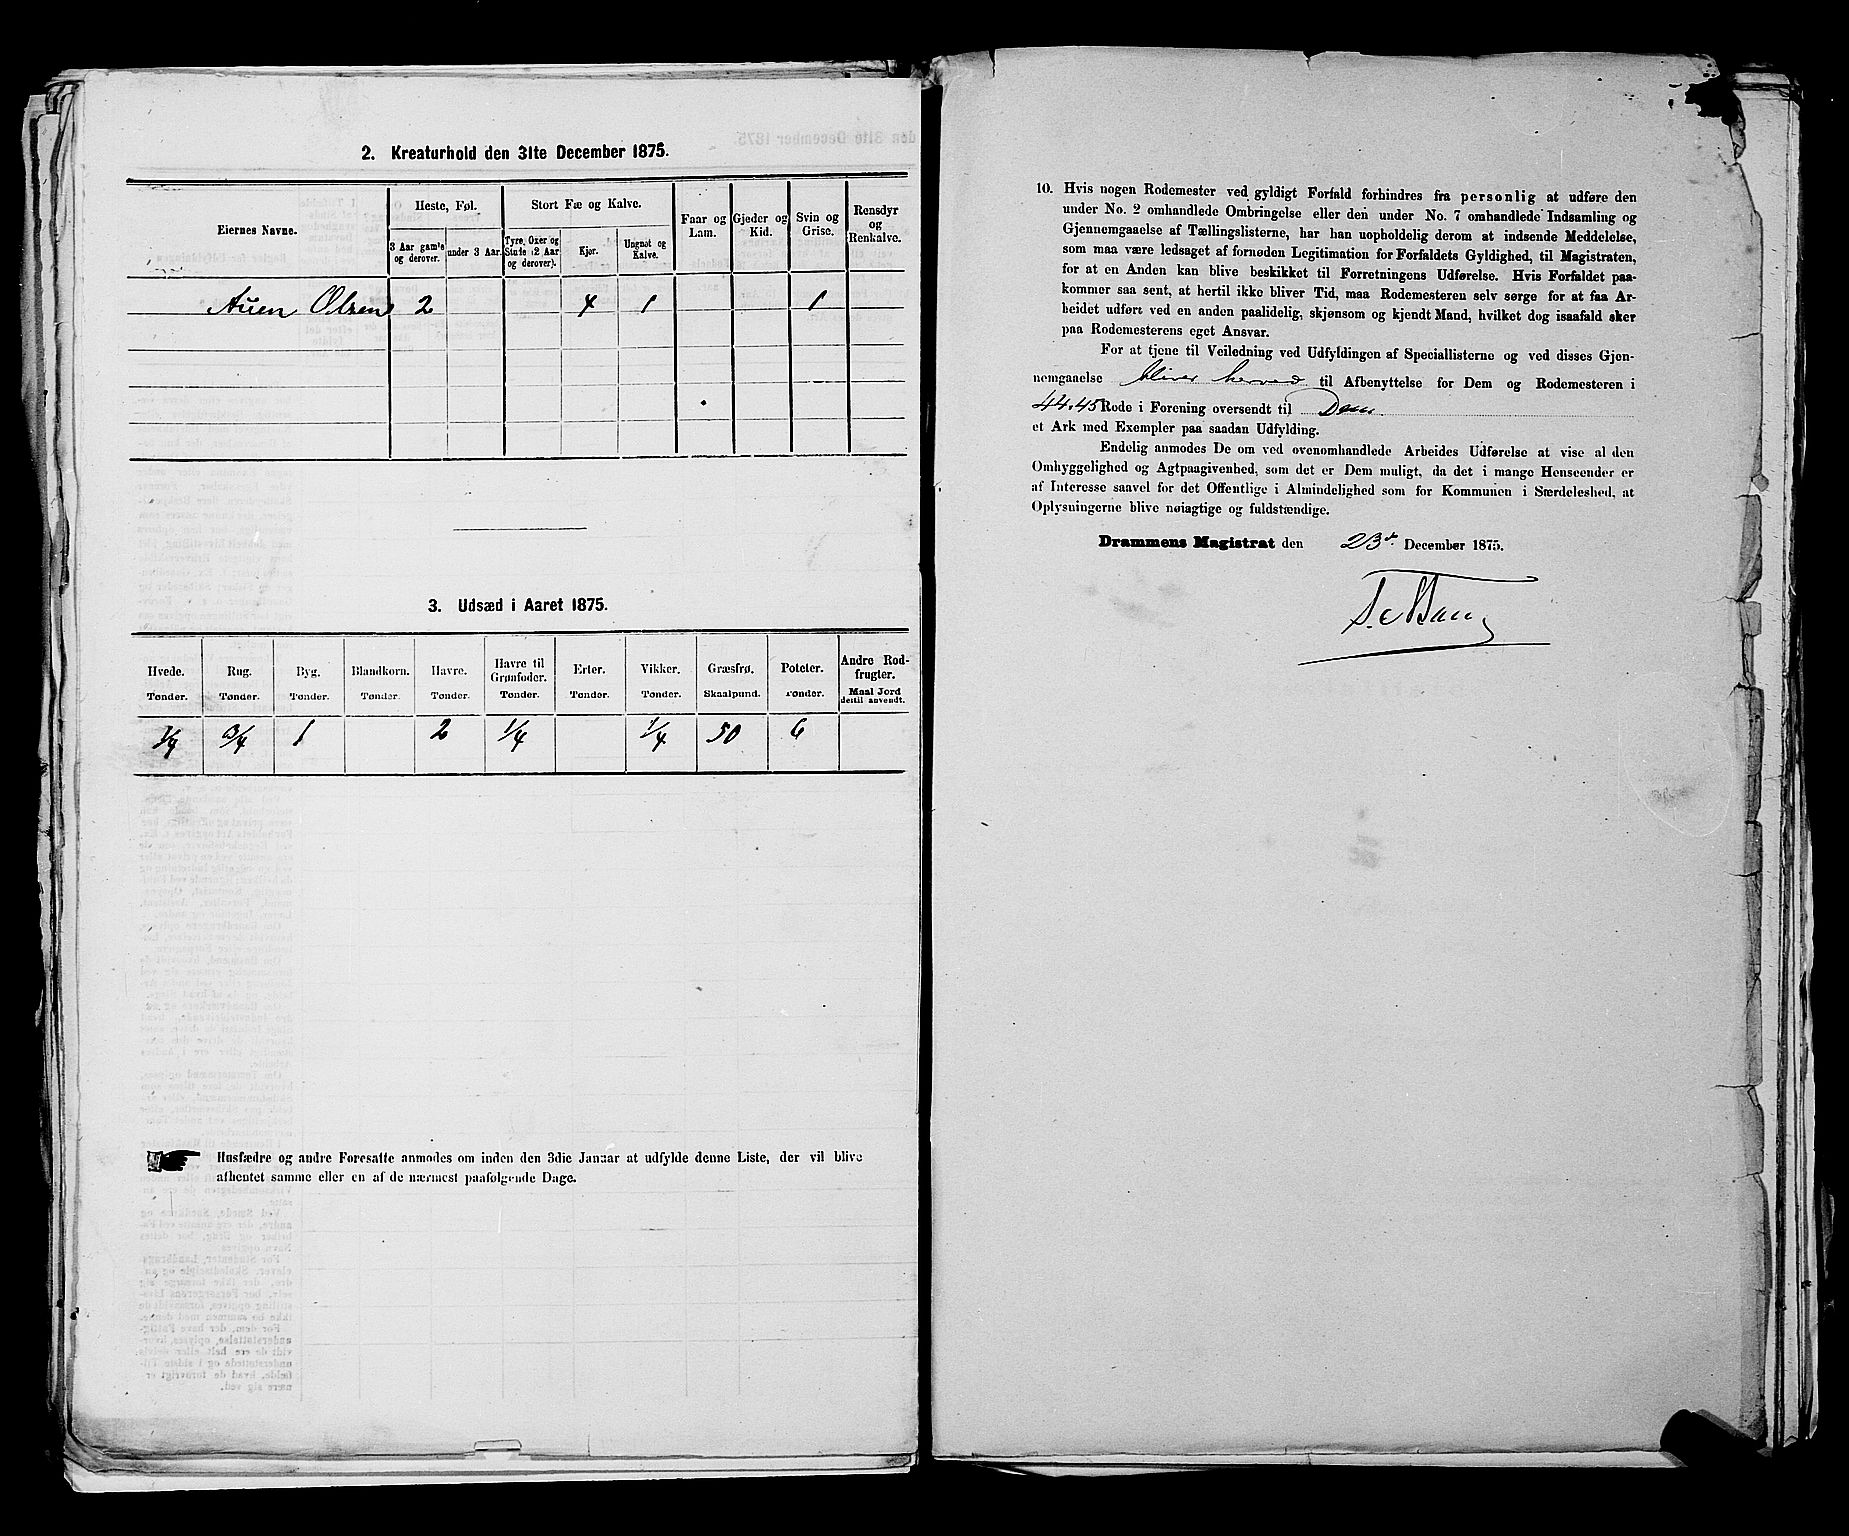 2. Kreaturhold den 31te December 1875.
Eiernes Navne.
Heste, Føl.
Stort Fæ og Kalve.
Faar og Lam.
Gjeder og Kid.
Svin og Grise.
Rensdyr og Renkalve.
3 Aar gamle og derover.
under 3 Aar.
Tyre, Oxer og Stude (2 Aar og derover).
Kjør.
Ungnøt og Kalve.
Auen Olsen 2 4 1 1
3. Udsæd i Aaret 1875.
Hvede. Rug. Byg. Blandkorn. Havre. Havre til Grønfoder. Erter. Vikker. Græsfrø. Poteter. Andre Rodfrugter.
Tønder. Tønder. Tønder. Tønder. Tønder. Tønder. Tønder. Tønder. Skaalpund. Tønder. Maal Jord dertil anvendt.
1/4 3/4 1 2 1/4 1/4 50 6
Husfædre og andre Foresatte anmodes om inden den 3die Januar at udfylde denne Liste, der vil blive
afhentet samme eller en af de nærmest paafølgende Dage.
10. Hvis nogen Rodemester ved gyldigt Forfald forhindres fra personlig at udføre den
under No. 2 omhandlede Ombringelse eller den under No. 7 omhandlede Indsamling og
Gjennemgaaelse af Tællingslisterne, har han uopholdelig derom at indsende Meddelelse,
som maa være ledsaget af fornøden Legitimation for Forfaldets Gyldighed, til Magistraten,
for at en Anden kan blive beskikket til Forretningens Udførelse. Hvis Forfaldet paa-
kommer saa sent, at hertil ikke bliver Tid, maa Rodemesteren selv sørge for at faa Ar-
beidet udført ved en anden paalidelig, skjønsom og kjendt Mand, hvilket dog isaafald sker
paa Rodemesterens eget Ansvar.
For at tjene til Veiledning ved Udfyldingen af Speciallisterne og ved disses Gjen-
nemgaaelse bliver herved til Afbenyttelse for Dem og Rodemesteren i
44.45 Rode i Forening oversendt til Dem
et Ark med Exempler paa saadan Udfylding.
Endelig anmodes De om ved ovenomhandlede Arbeides Udførelse at vise al den
Omhyggelighed og Agtpaagivenhed, som det er Dem muligt, da det i mange Henseender er
af Interesse saavel for det Offentlige i Almindelighed som for Kommunen i Særdeleshed, at
Oplysningerne blive nøiagtige og fuldstændige.
Drammens Magistrat den 23de December 1875.